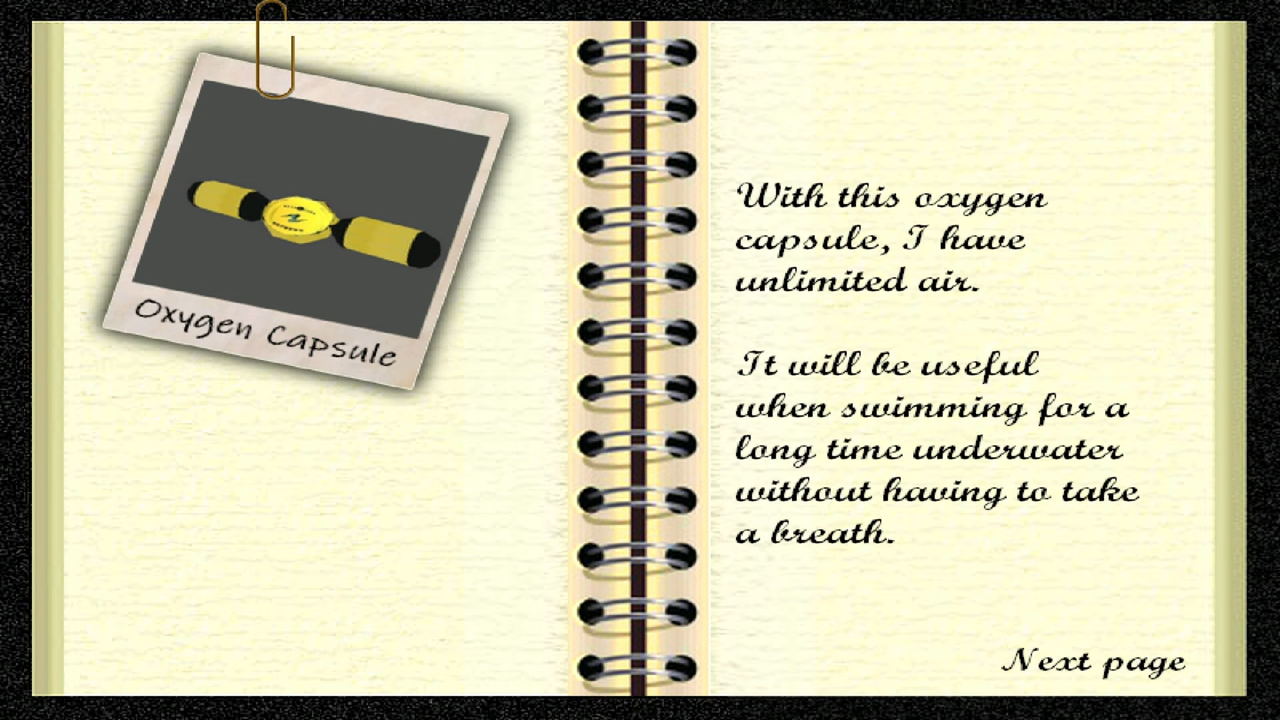 Oxygen Capsule
With this oxygen
capsule, I have
unlimited air.
It will be useful
when swimming for a
long time underwater
without having to take
a breath.
Next page